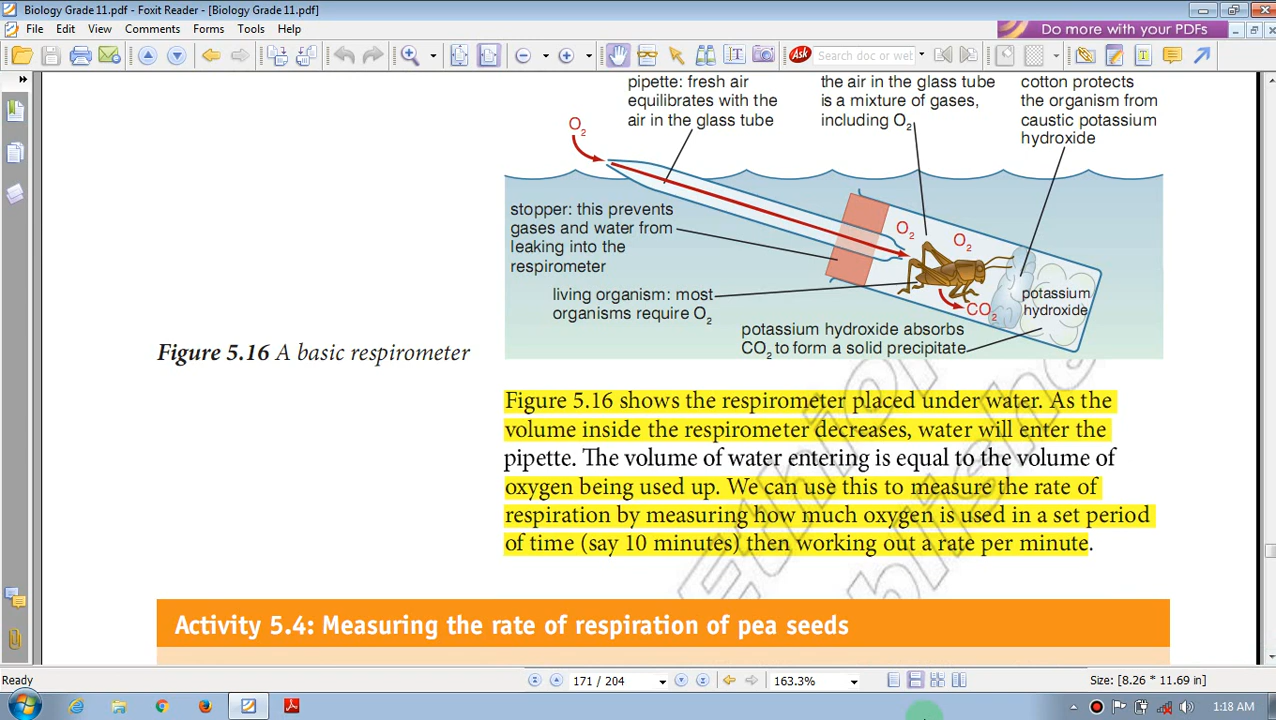 Biology Grade 11.pdf - Foxit Reader - [Biology Grade 11.pdf]
File Edit View Comments Forms Tools Help
Do more with your PDFs
Ask Search doc or wet
pipette: fresh air
equilibrates with the
air in the glass tube
the air in the glass tube
is a mixture of gases,
including O₂
cotton protects
the organism from
caustic potassium
hydroxide
O₂
stopper: this prevents
gases and water from
leaking into the
respirometer
O₂
O₂
living organism: most
organisms require O₂
CO₂
potassium
hydroxide
potassium hydroxide absorbs
CO₂ to form a solid precipitate
Figure 5.16 A basic respirometer
Figure 5.16 shows the respirometer placed under water. As the
volume inside the respirometer decreases, water will enter the
pipette. The volume of water entering is equal to the volume of
oxygen being used up. We can use this to measure the rate of
respiration by measuring how much oxygen is used in a set period
of time (say 10 minutes) then working out a rate per minute.
Activity 5.4: Measuring the rate of respiration of pea seeds
Ready
171 / 204
163.3%
Size: [8.26 * 11.69 in]
1:18 AM